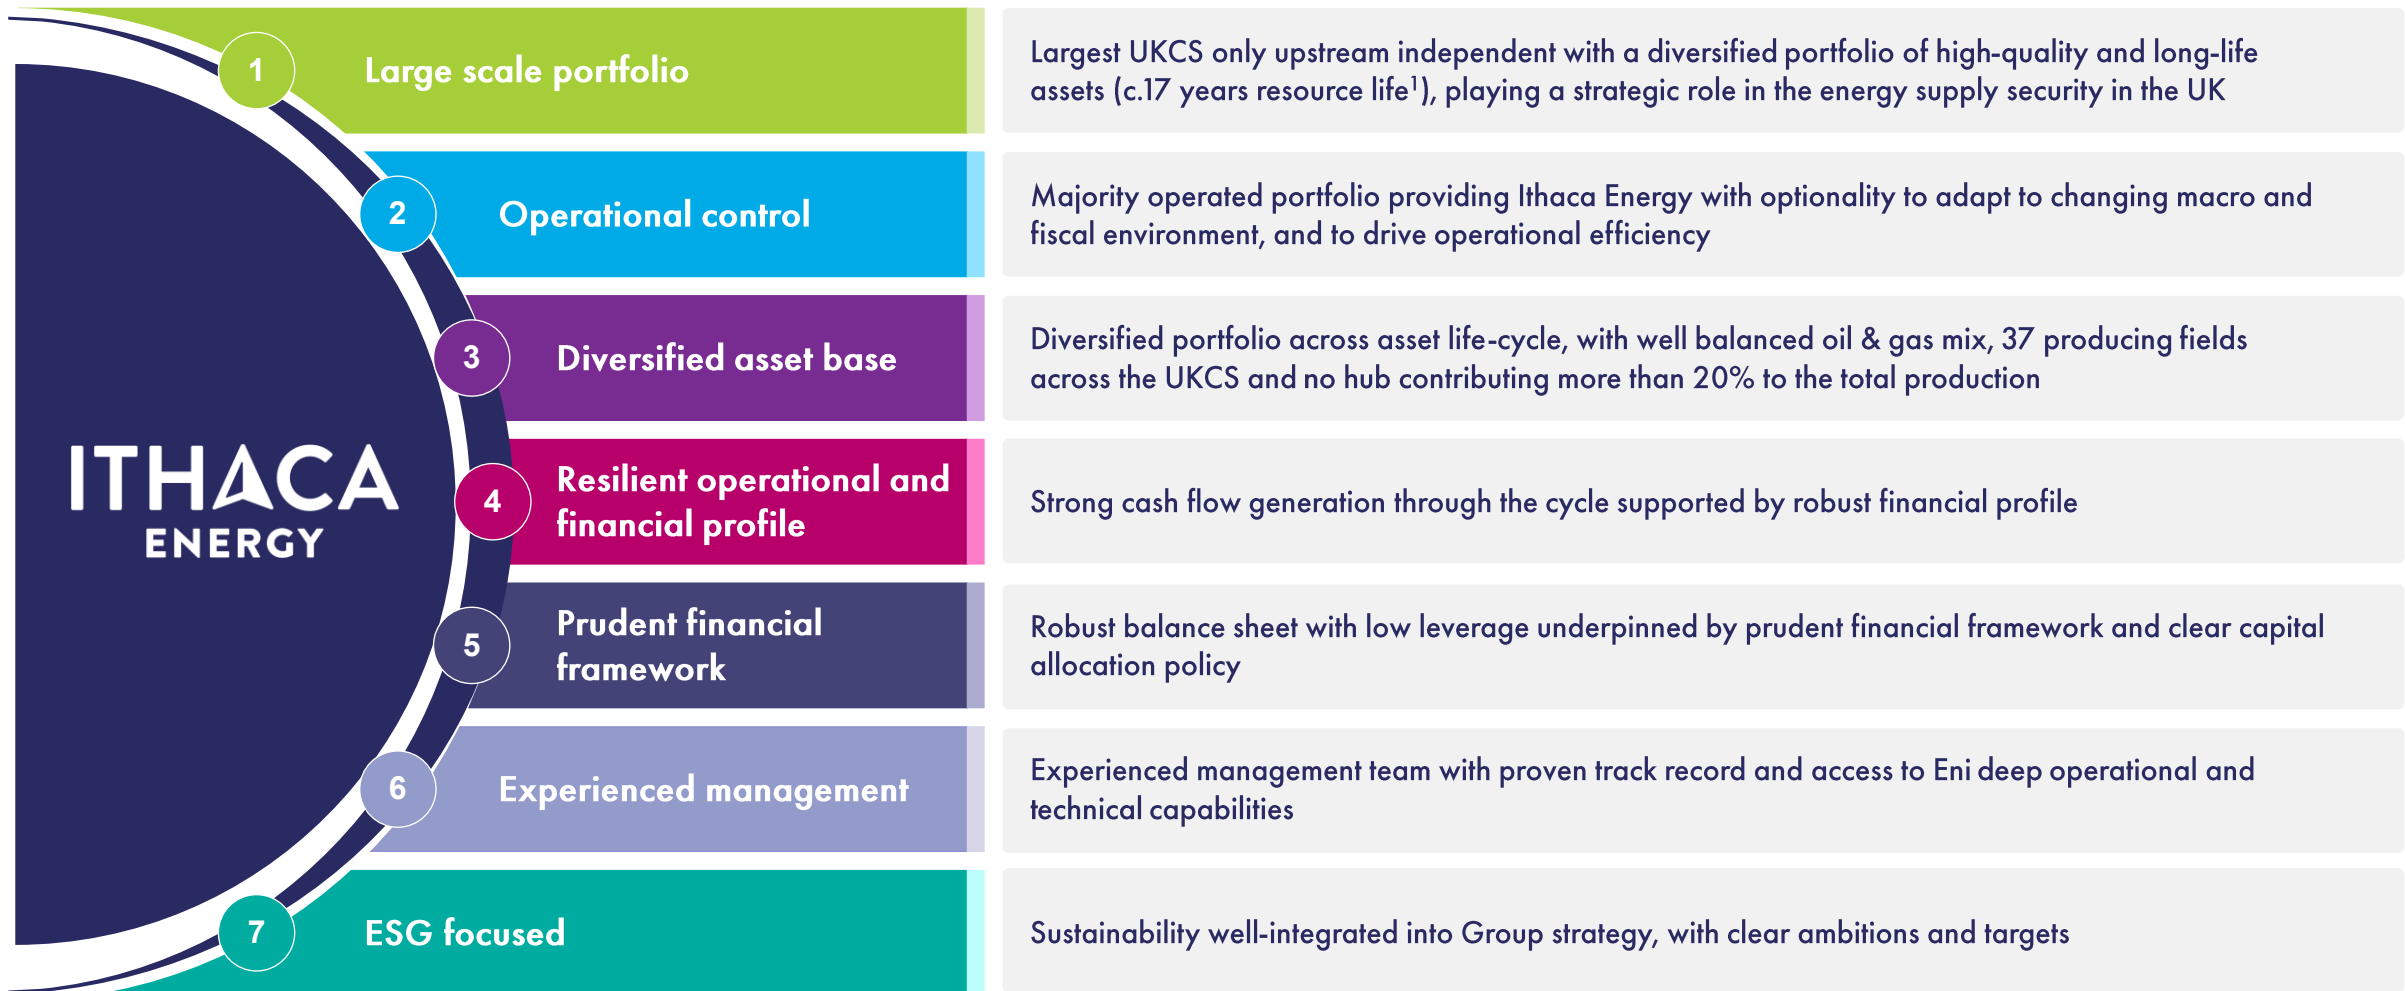 ITHACA
ENERGY
1
Large scale portfolio
Largest UKCS only upstream independent with a diversified portfolio of high-quality and long-life
assets (c.17 years resource life¹), playing a strategic role in the energy supply security in the UK
2
Operational control
Majority operated portfolio providing Ithaca Energy with optionality to adapt to changing macro and
fiscal environment, and to drive operational efficiency
3
Diversified asset base
Diversified portfolio across asset life-cycle, with well balanced oil & gas mix, 37 producing fields
across the UKCS and no hub contributing more than 20% to the total production
4
Resilient operational and
financial profile
Strong cash flow generation through the cycle supported by robust financial profile
5
Prudent financial
framework
Robust balance sheet with low leverage underpinned by prudent financial framework and clear capital
allocation policy
6
Experienced management
Experienced management team with proven track record and access to Eni deep operational and
technical capabilities
7
ESG focused
Sustainability well-integrated into Group strategy, with clear ambitions and targets